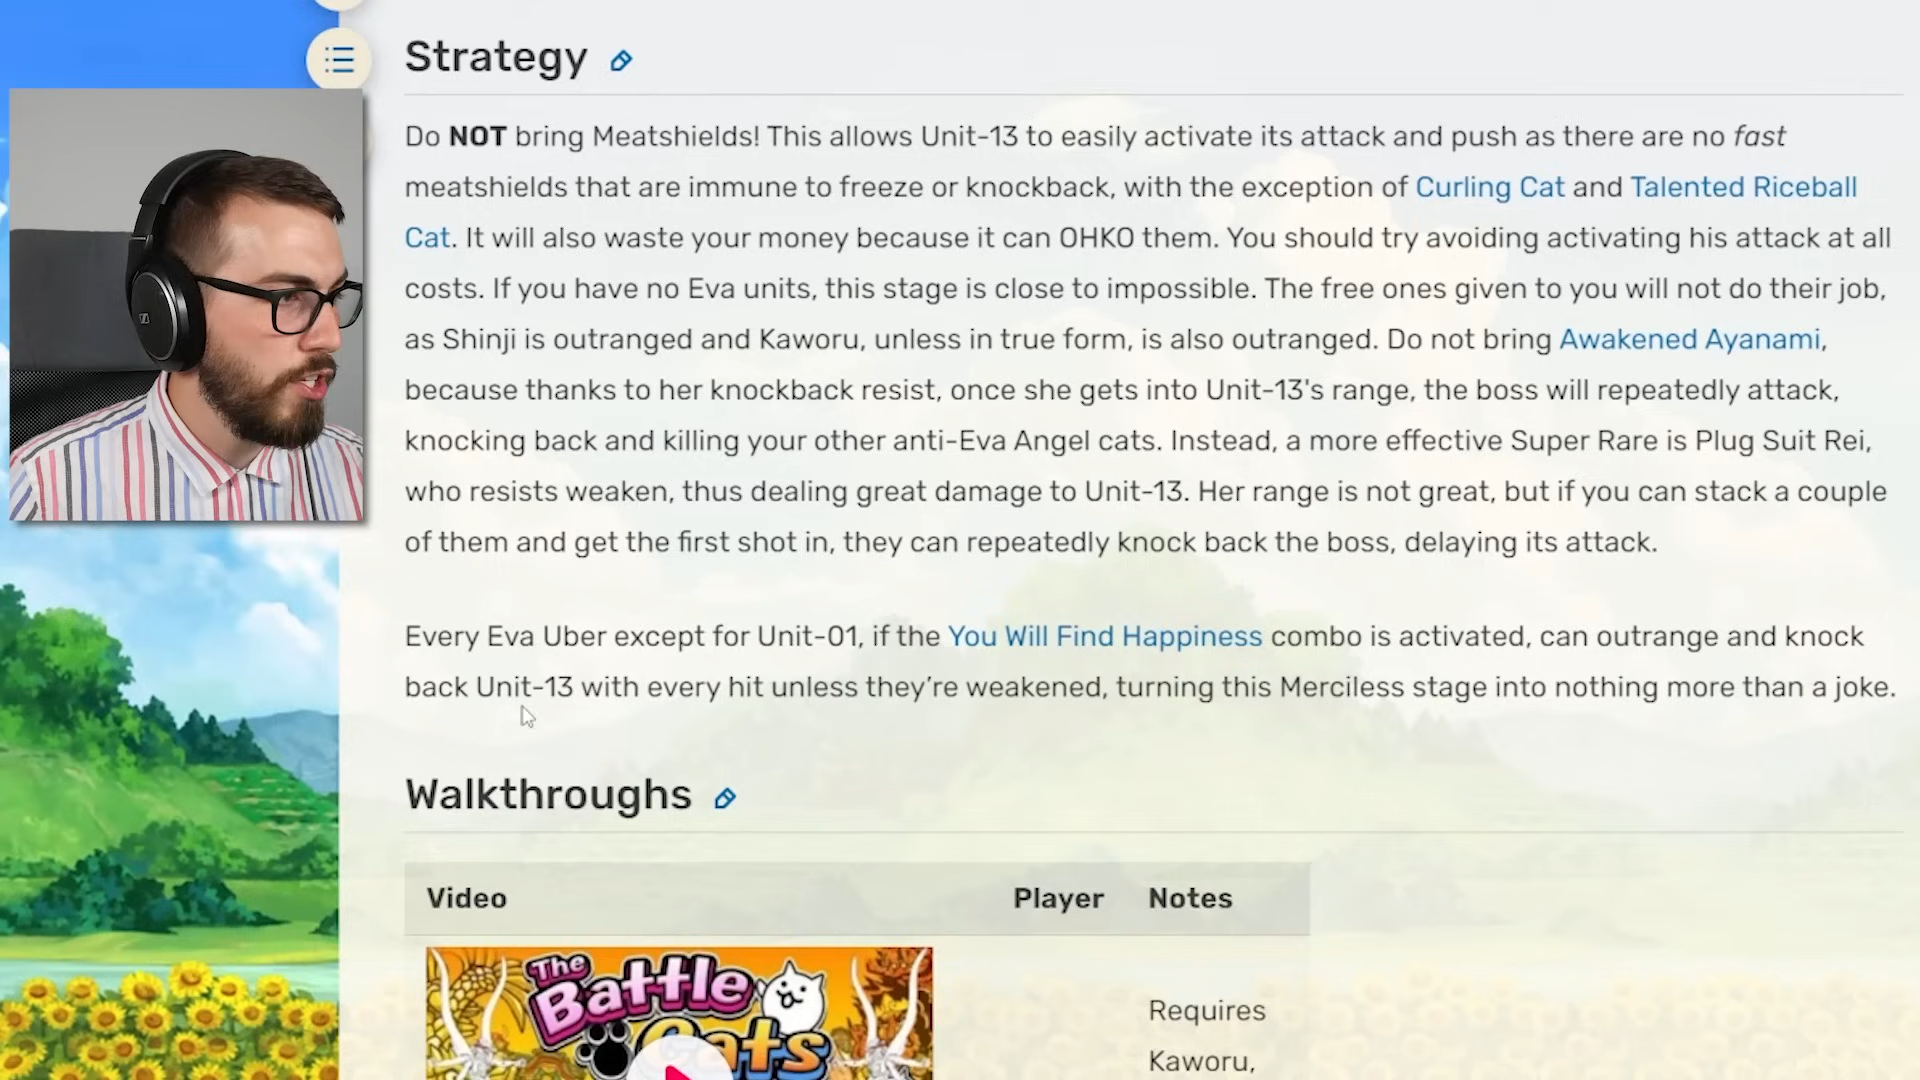 Strategy
Do NOT bring Meatshields! This allows Unit-13 to easily activate its attack and push as there are no fast
meatshields that are immune to freeze or knockback, with the exception of Curling Cat and Talented Riceball
Cat. It will also waste your money because it can OHKO them. You should try avoiding activating his attack at all
costs. If you have no Eva units, this stage is close to impossible. The free ones given to you will not do their job,
as Shinji is outranged and Kaworu, unless in true form, is also outranged. Do not bring Awakened Ayanami,
because thanks to her knockback resist, once she gets into Unit-13's range, the boss will repeatedly attack,
knocking back and killing your other anti-Eva Angel cats. Instead, a more effective Super Rare is Plug Suit Rei,
who resists weaken, thus dealing great damage to Unit-13. Her range is not great, but if you can stack a couple
of them and get the first shot in, they can repeatedly knock back the boss, delaying its attack.
Every Eva Uber except for Unit-01, if the You Will Find Happiness combo is activated, can outrange and knock
back Unit-13 with every hit unless they’re weakened, turning this Merciless stage into nothing more than a joke.
Walkthroughs
Video Player Notes
The
Battle
Cats
Requires
Kaworu,